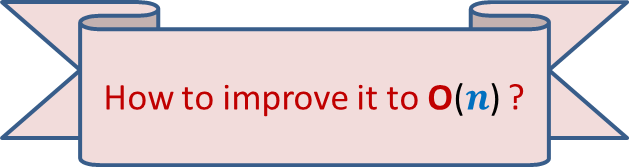 How to improve it to O(n) ?